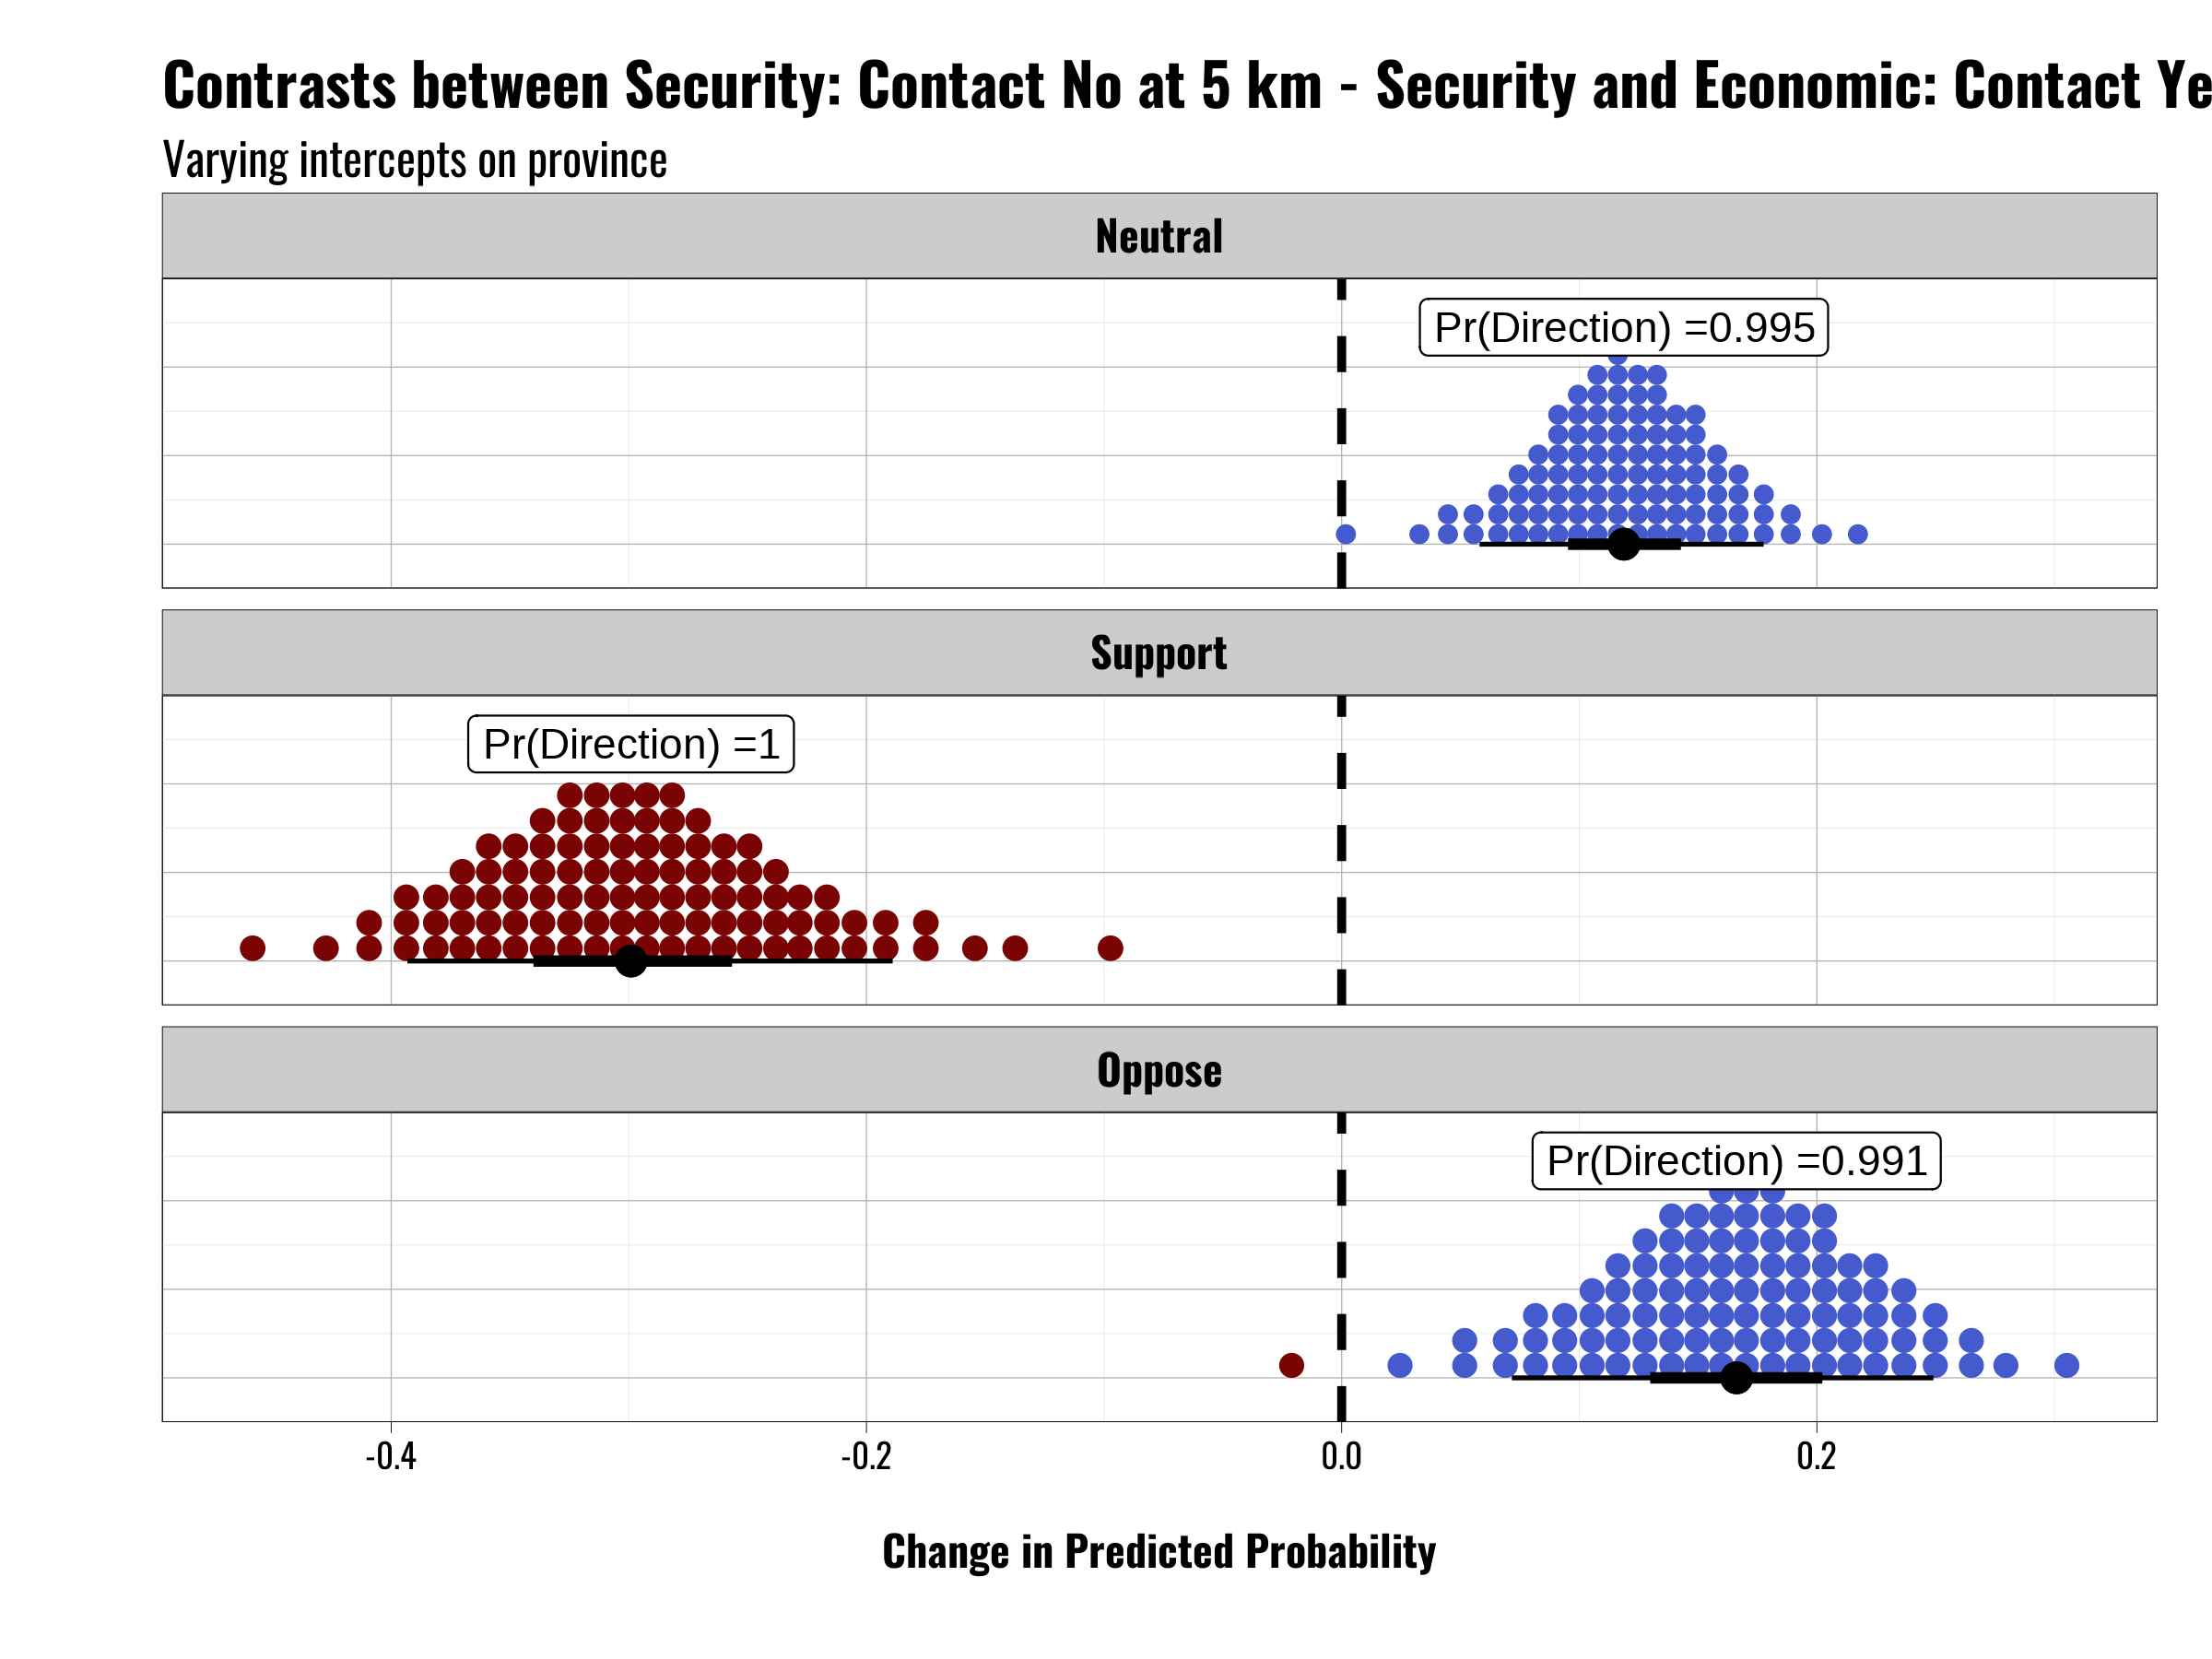 Contrasts between Security: Contact No at 5 km - Security and Economic: Contact Ye
Varying intercepts on province
Neutral
Pr(Direction) =0.995
Support
Pr(Direction) =1
Oppose
Pr(Direction) =0.991
-0.4 -0.2 0.0 0.2
Change in Predicted Probability